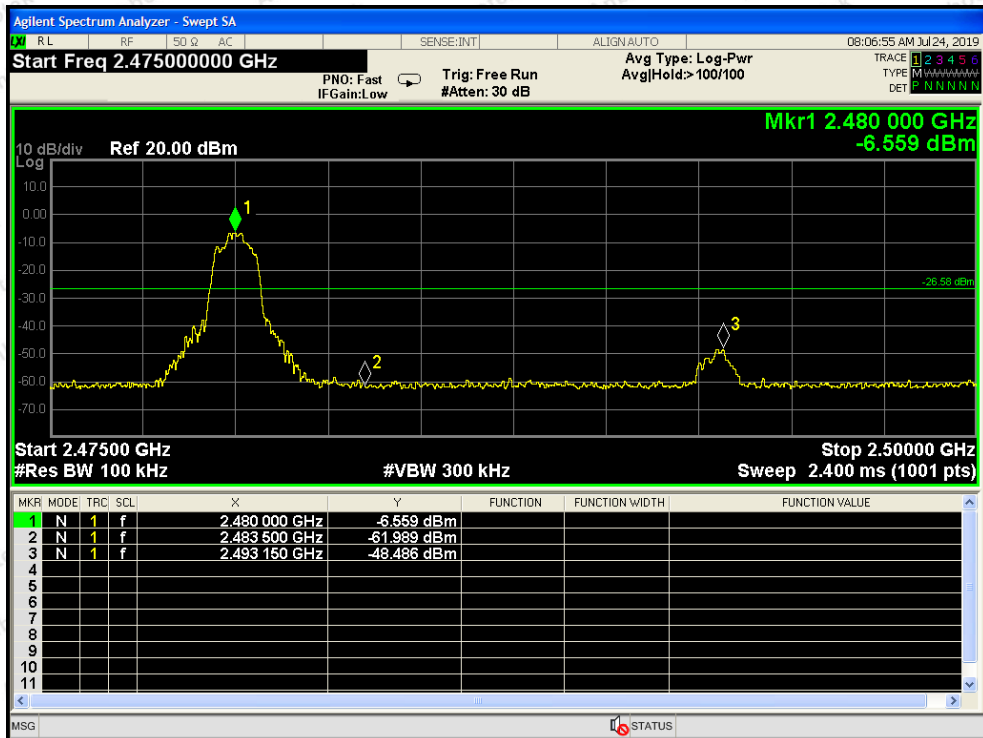 Agilent Spectrum Analyzer - Swept SA
LXI RL RF 50 Ω AC SENSE:INT ALIGNAUTO 08:06:55 AM Jul 24, 2019
Start Freq 2.475000000 GHz
PNO: Fast
IFGain:Low
Trig: Free Run
#Atten: 30 dB
Avg Type: Log-Pwr
Avg|Hold:>100/100
TRACE 1 2 3 4 5 6
TYPE M WWWWW
DET P N N N N N
Mkr1 2.480 000 GHz
-6.559 dBm
10 dB/div Ref 20.00 dBm
Log
10.0
0.00
-10.0
-20.0
-30.0
-40.0
-50.0
-60.0
-70.0
1
2
3
-26.58 dBm
Start 2.47500 GHz Stop 2.50000 GHz
#Res BW 100 kHz #VBW 300 kHz Sweep 2.400 ms (1001 pts)
MKR MODE TRC SCL X Y FUNCTION FUNCTION WIDTH FUNCTION VALUE
1 N 1 f 2.480 000 GHz -6.559 dBm
2 N 1 f 2.483 500 GHz -61.989 dBm
3 N 1 f 2.493 150 GHz -48.486 dBm
4
5
6
7
8
9
10
11
MSG STATUS